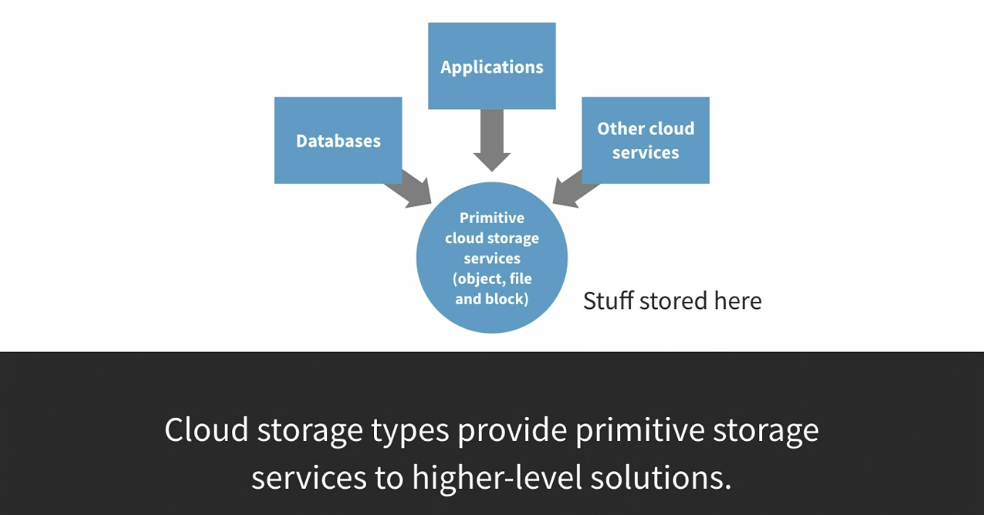 Applications
Databases
Other cloud
services
Primitive
cloud storage
services
(object, file
and block)
Stuff stored here
Cloud storage types provide primitive storage
services to higher-level solutions.